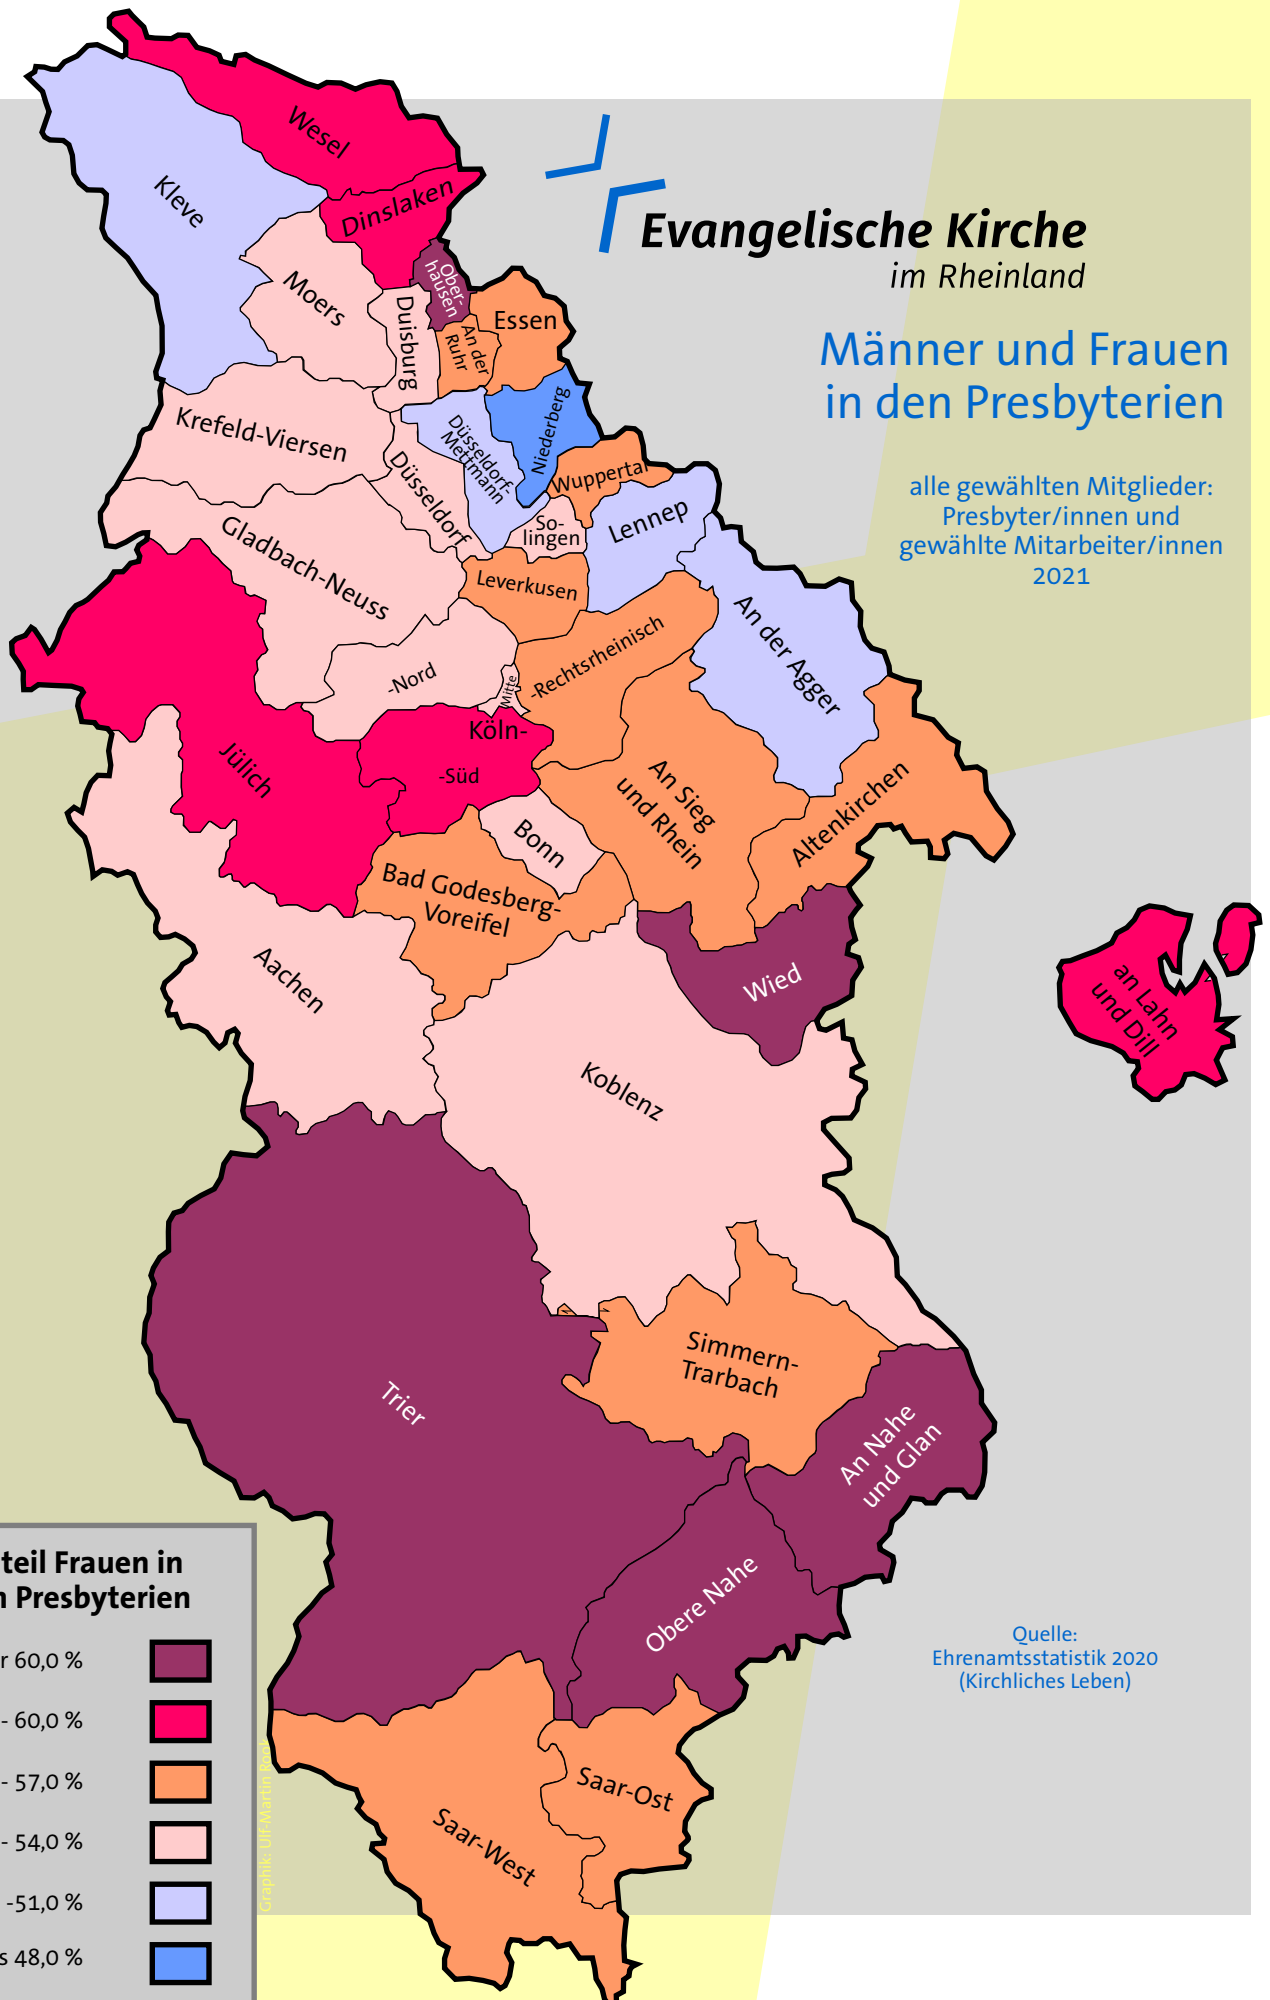 Evangelische Kirche
im Rheinland
Männer und Frauen
in den Presbyterien
alle gewählten Mitglieder:
Presbyter/innen und
gewählte Mitarbeiter/innen
2021
Wesel
Kleve
Dinslaken
Ober-
hausen
Moers
Duisburg
Essen
An der
Ruhr
Niederberg
Krefeld-Viersen
Düsseldorf-
Mettmann
Düsseldorf
Wuppertal
Lennep
So-
lingen
Gladbach-Neuss
Leverkusen
An der Agger
-Nord
Mitte
-Rechtsrheinisch
Köln-
-Süd
Jülich
An Sieg
und Rhein
Altenkirchen
Bonn
Bad Godesberg-
Voreifel
Aachen
Wied
an Lahn
und Dill
Koblenz
Simmern-
Trarbach
Trier
An Nahe
und Glan
Obere Nahe
Saar-Ost
Saar-West
teil Frauen in
n Presbyterien
r 60,0 %
- 60,0 %
- 57,0 %
- 54,0 %
-51,0 %
s 48,0 %
Quelle:
Ehrenamtsstatistik 2020
(Kirchliches Leben)
Graphik: Ulf-Martin